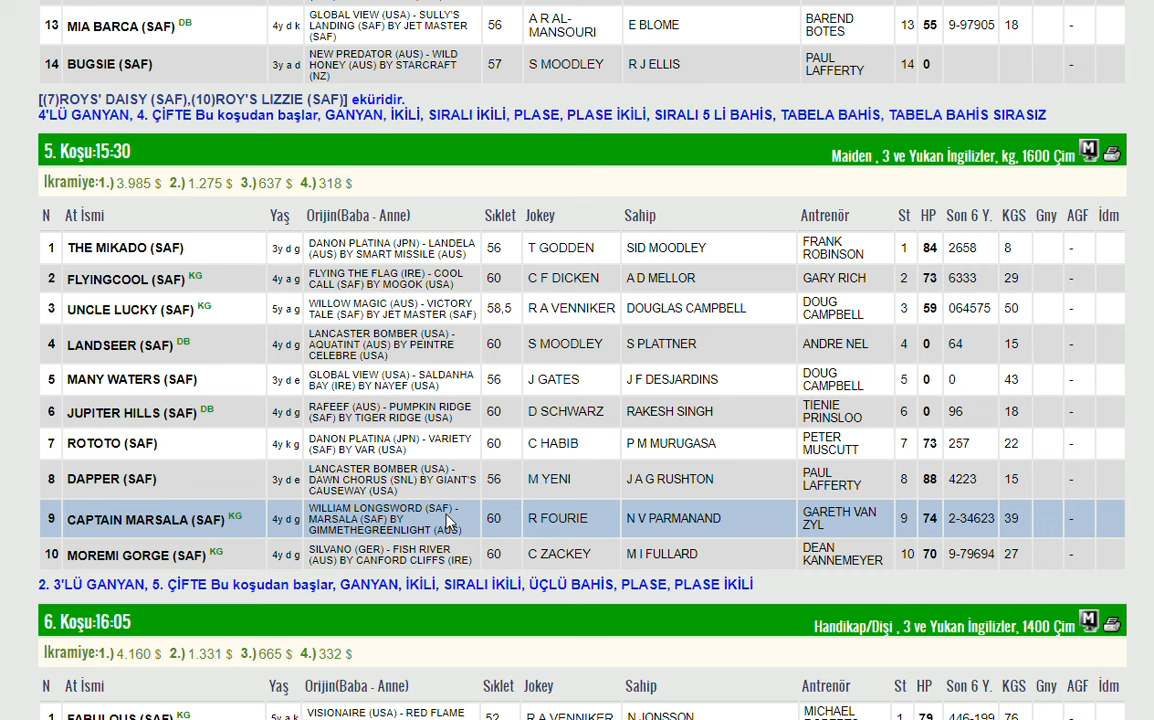 13 MIA BARCA (SAF) DB 4y d k GLOBAL VIEW (USA) - SULLY'S LANDING (SAF) BY JET MASTER (SAF) 56 A R AL-MANSOURI E BLOME BAREND BOTES 13 55 9-97905 18 -
14 BUGSIE (SAF) 3y a d NEW PREDATOR (AUS) - WILD HONEY (AUS) BY STARCRAFT (NZ) 57 S MOODLEY R J ELLIS PAUL LAFFERTY 14 0 -
[(7)ROYS' DAISY (SAF),(10)ROY'S LIZZIE (SAF)] eküridir.
4'LÜ GANYAN, 4. ÇİFTE Bu koşudan başlar, GANYAN, İKİLİ, SIRALI İKİLİ, PLASE, PLASE İKİLİ, SIRALI 5 Lİ BAHİS, TABELA BAHİS, TABELA BAHİS SIRASIZ
5. Koşu:15:30 Maiden , 3 ve Yukarı İngilizler, kg, 1600 Çim M
Ikramiye:1.) 3.985 $ 2.) 1.275 $ 3.) 637 $ 4.) 318 $
N At İsmi Yaş Orijin(Baba - Anne) Sıklet Jokey Sahip Antrenör St HP Son 6 Y. KGS Gny AGF İdm
1 THE MIKADO (SAF) 3y d g DANON PLATINA (JPN) - LANDELA (AUS) BY SMART MISSILE (AUS) 56 T GODDEN SID MOODLEY FRANK ROBINSON 1 84 2658 8 -
2 FLYINGCOOL (SAF) KG 4y a g FLYING THE FLAG (IRE) - COOL CALL (SAF) BY MOGOK (USA) 60 C F DICKEN A D MELLOR GARY RICH 2 73 6333 29 -
3 UNCLE LUCKY (SAF) KG 5y a g WILLOW MAGIC (AUS) - VICTORY TALE (SAF) BY JET MASTER (SAF) 58,5 R A VENNIKER DOUGLAS CAMPBELL DOUG CAMPBELL 3 59 064575 50 -
4 LANDSEER (SAF) DB 4y d g LANCASTER BOMBER (USA) - AQUATINT (AUS) BY PEINTRE CELEBRE (USA) 60 S MOODLEY S PLATTNER ANDRE NEL 4 0 64 15 -
5 MANY WATERS (SAF) 3y d e GLOBAL VIEW (USA) - SALDANHA BAY (IRE) BY NAYEF (USA) 56 J GATES J F DESJARDINS DOUG CAMPBELL 5 0 0 43 -
6 JUPITER HILLS (SAF) DB 4y d g RAFEEF (AUS) - PUMPKIN RIDGE (SAF) BY TIGER RIDGE (USA) 60 D SCHWARZ RAKESH SINGH TIENIE PRINSLOO 6 0 96 18 -
7 ROTOTO (SAF) 4y k g DANON PLATINA (JPN) - VARIETY (SAF) BY VAR (USA) 60 C HABIB P M MURUGASA PETER MUSCUTT 7 73 257 22 -
8 DAPPER (SAF) 3y d e LANCASTER BOMBER (USA) - DAWN CHORUS (SNL) BY GIANT'S CAUSEWAY (USA) 56 M YENI J A G RUSHTON PAUL LAFFERTY 8 88 4223 15 -
9 CAPTAIN MARSALA (SAF) KG 4y d g WILLIAM LONGSWORD (SAF) - MARSALA (SAF) BY GIMMETHEGREENLIGHT (AUS) 60 R FOURIE N V PARMANAND GARETH VAN ZYL 9 74 2-34623 39 -
10 MOREMI GORGE (SAF) KG 4y d g SILVANO (GER) - FISH RIVER (AUS) BY CANFORD CLIFFS (IRE) 60 C ZACKEY M I FULLARD DEAN KANNEMEYER 10 70 9-79694 27 -
2. 3'LÜ GANYAN, 5. ÇİFTE Bu koşudan başlar, GANYAN, İKİLİ, SIRALI İKİLİ, ÜÇLÜ BAHİS, PLASE, PLASE İKİLİ
6. Koşu:16:05 Handikap/Dişi , 3 ve Yukarı İngilizler, 1400 Çim M
Ikramiye:1.) 4.160 $ 2.) 1.331 $ 3.) 665 $ 4.) 332 $
N At İsmi Yaş Orijin(Baba - Anne) Sıklet Jokey Sahip Antrenör St HP Son 6 Y. KGS Gny AGF İdm
1 FABULOUS (SAF) KG 5y a k VISIONAIRE (USA) - RED FLAME 52 R A VENNIKER N JONSSON MICHAEL ROBERTS 1 79 446-199 76 -